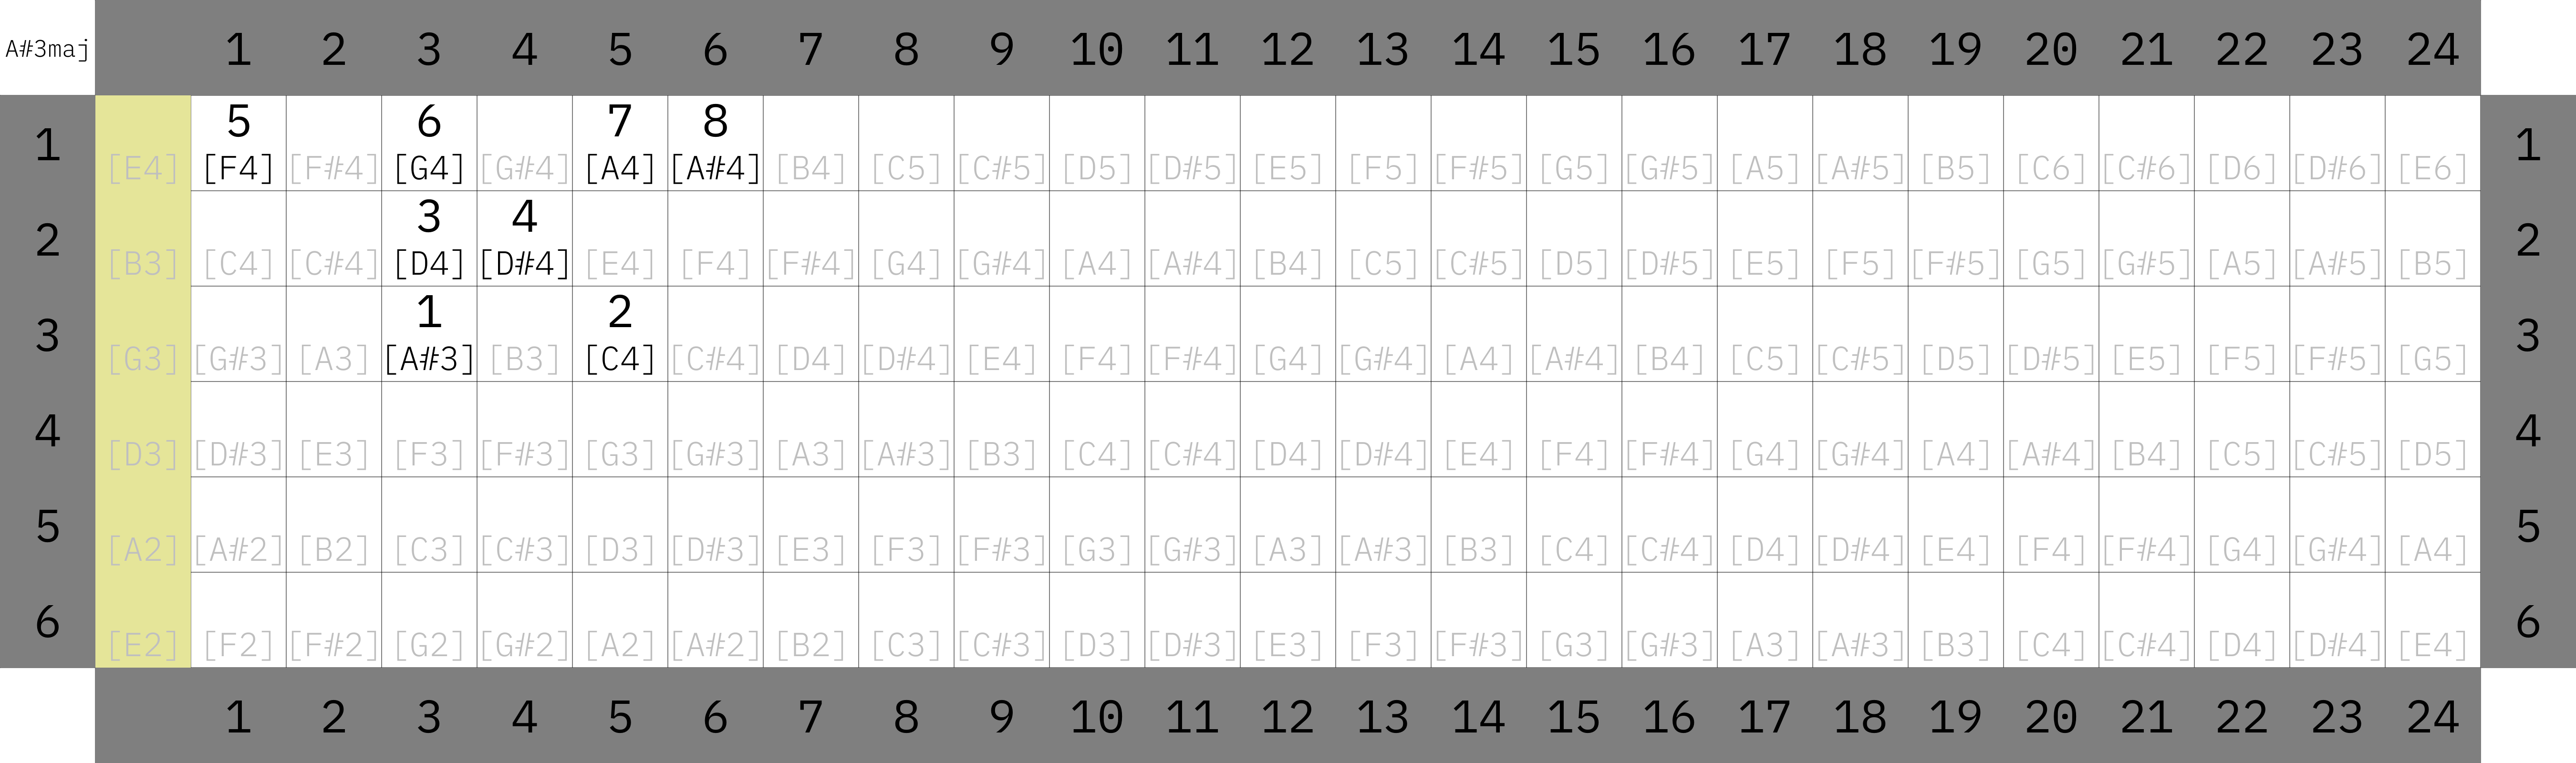 A#3maj 1 2 3 4 5 6 7 8 9 10 11 12 13 14 15 16 17 18 19 20 21 22 23 24
5 6 7 8
1 [E4] [F4] [F#4] [G4] [G#4] [A4] [A#4] [B4] [C5] [C#5] [D5] [D#5] [E5] [F5] [F#5] [G5] [G#5] [A5] [A#5] [B5] [C6] [C#6] [D6] [D#6] [E6] 1
3 4
2 [B3] [C4] [C#4] [D4] [D#4] [E4] [F4] [F#4] [G4] [G#4] [A4] [A#4] [B4] [C5] [C#5] [D5] [D#5] [E5] [F5] [F#5] [G5] [G#5] [A5] [A#5] [B5] 2
1 2
3 [G3] [G#3] [A3] [A#3] [B3] [C4] [C#4] [D4] [D#4] [E4] [F4] [F#4] [G4] [G#4] [A4] [A#4] [B4] [C5] [C#5] [D5] [D#5] [E5] [F5] [F#5] [G5] 3
4 [D3] [D#3] [E3] [F3] [F#3] [G3] [G#3] [A3] [A#3] [B3] [C4] [C#4] [D4] [D#4] [E4] [F4] [F#4] [G4] [G#4] [A4] [A#4] [B4] [C5] [C#5] [D5] 4
5 [A2] [A#2] [B2] [C3] [C#3] [D3] [D#3] [E3] [F3] [F#3] [G3] [G#3] [A3] [A#3] [B3] [C4] [C#4] [D4] [D#4] [E4] [F4] [F#4] [G4] [G#4] [A4] 5
6 [E2] [F2] [F#2] [G2] [G#2] [A2] [A#2] [B2] [C3] [C#3] [D3] [D#3] [E3] [F3] [F#3] [G3] [G#3] [A3] [A#3] [B3] [C4] [C#4] [D4] [D#4] [E4] 6
1 2 3 4 5 6 7 8 9 10 11 12 13 14 15 16 17 18 19 20 21 22 23 24